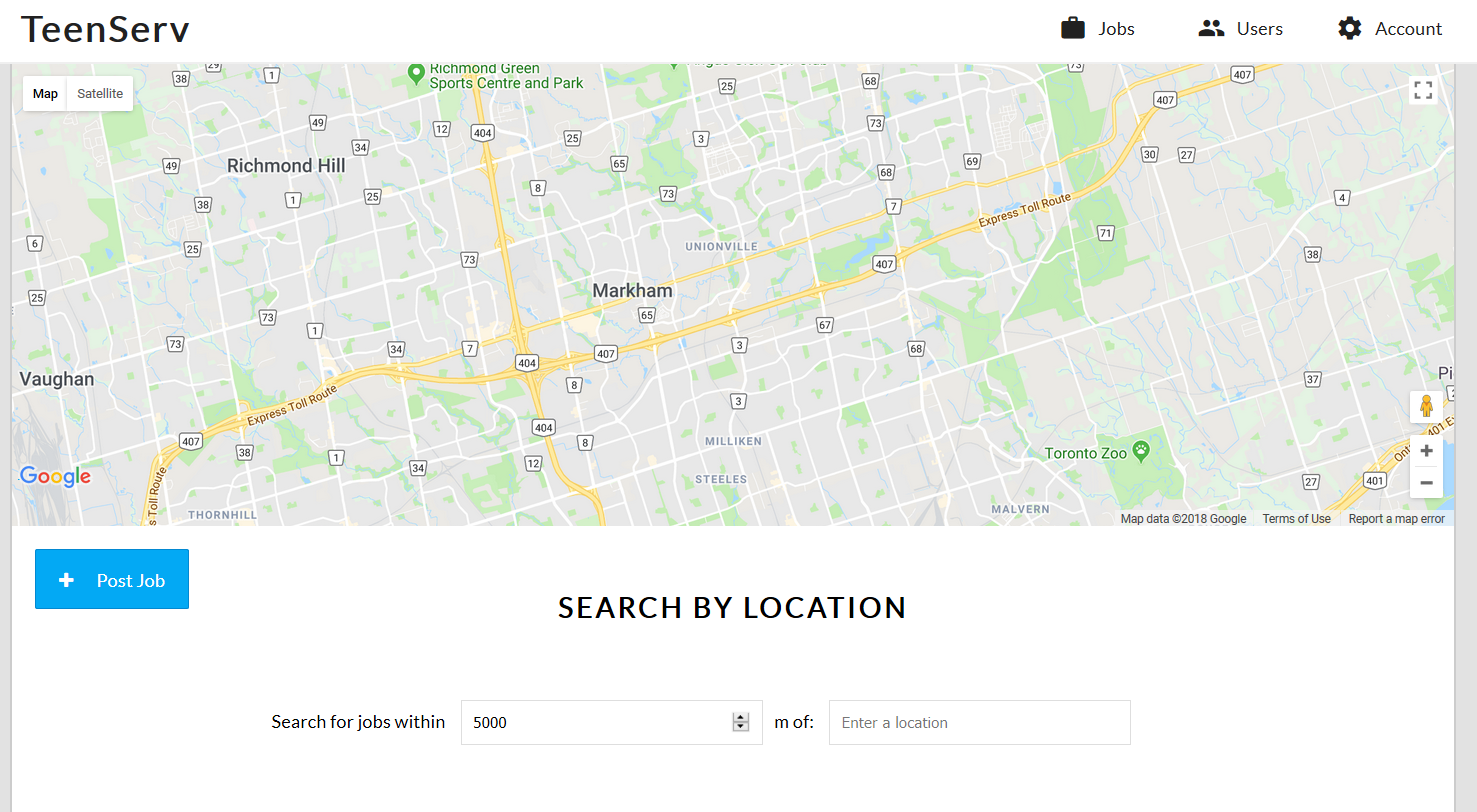 TeenServ
Jobs
Users
Account
Map
Satellite
29
38
1
Richmond Green
Sports Centre and Park
25
68
73
407
407
49
12
404
25
3
73
34
49
65
69
30
27
Richmond Hill
68
8
73
38
1
25
7
Express Toll Route
4
6
25
UNIONVILLE
71
73
407
38
25
Markham
73
1
65
67
73
34
7
404
407
3
68
Vaughan
8
37
Express Toll Route
3
407
404
8
MILLIKEN
38
1
34
12
Toronto Zoo
Google
STEELES
27
401
THORNHILL
MALVERN
Map data ©2018 Google
Terms of Use
Report a map error
Post Job
SEARCH BY LOCATION
Search for jobs within
5000
m of:
Enter a location